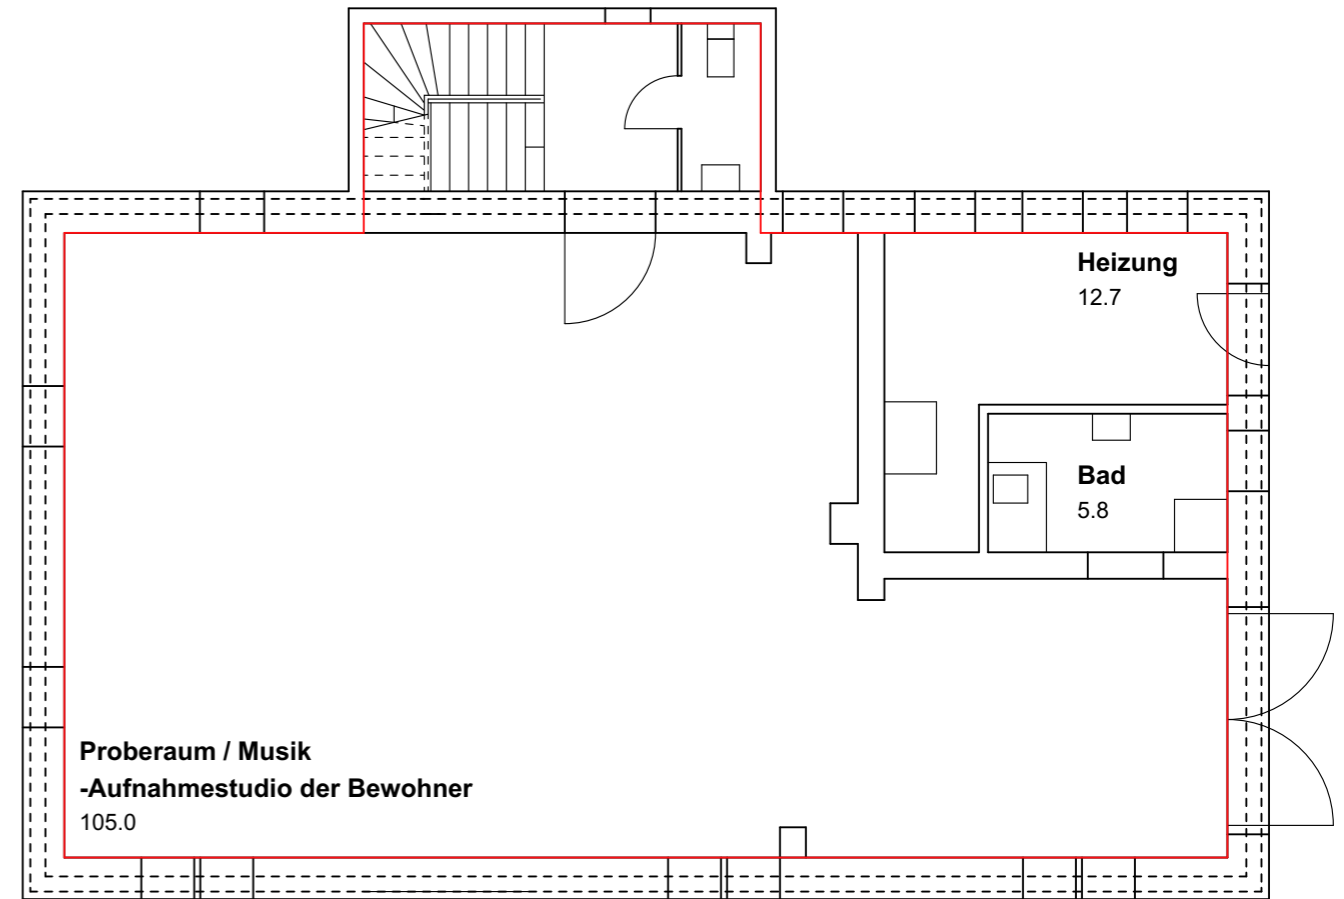 Heizung
12.7
Bad
5.8
Proberaum / Musik
-Aufnahmestudio der Bewohner
105.0